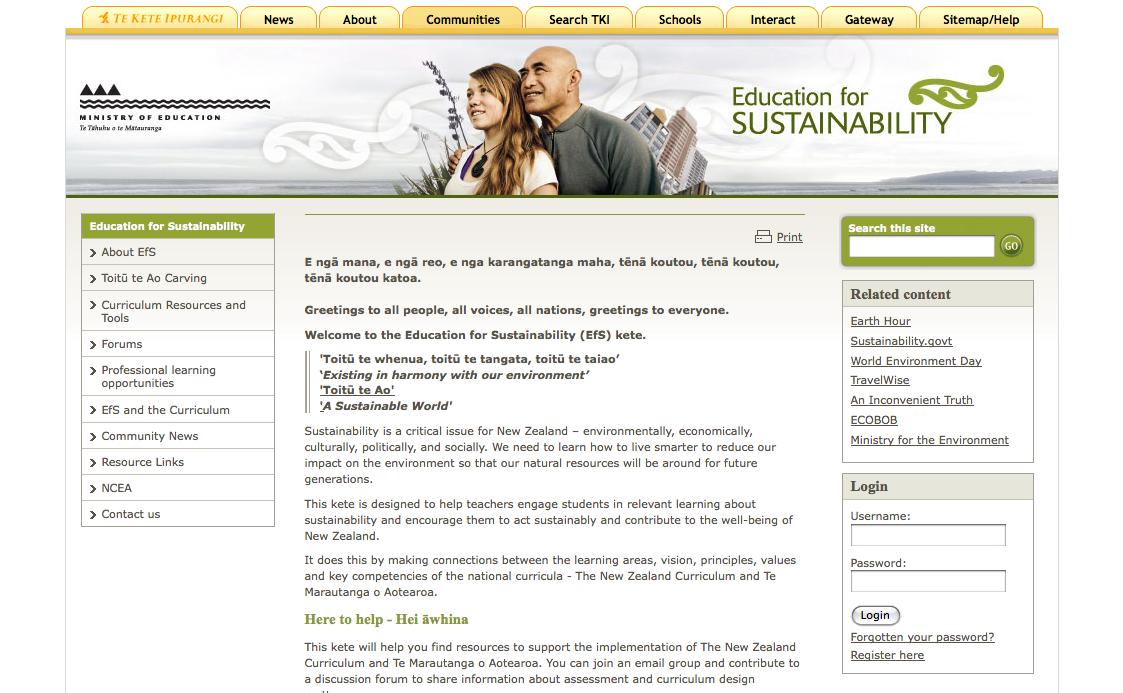 TE KETE IPURANGI
News
About
Communities
Search TKI
Schools
Interact
Gateway
Sitemap/Help
MINISTRY OF EDUCATION
Te Tāhuhu o te Mātauranga
Education for
SUSTAINABILITY
Education for Sustainability
About EfS
Toitū te Ao Carving
Curriculum Resources and
Tools
Forums
Professional learning
opportunities
EfS and the Curriculum
Community News
Resource Links
NCEA
Contact us
Print
E ngā mana, e ngā reo, e nga karangatanga maha, tēnā koutou, tēnā koutou,
tēnā koutou katoa.
Greetings to all people, all voices, all nations, greetings to everyone.
Welcome to the Education for Sustainability (EfS) kete.
'Toitū te whenua, toitū te tangata, toitū te taiao’
‘Existing in harmony with our environment’
'Toitū te Ao'
'A Sustainable World'
Sustainability is a critical issue for New Zealand – environmentally, economically,
culturally, politically, and socially. We need to learn how to live smarter to reduce our
impact on the environment so that our natural resources will be around for future
generations.
This kete is designed to help teachers engage students in relevant learning about
sustainability and encourage them to act sustainably and contribute to the well-being of
New Zealand.
It does this by making connections between the learning areas, vision, principles, values
and key competencies of the national curricula - The New Zealand Curriculum and Te
Marautanga o Aotearoa.
Here to help - Hei āwhina
This kete will help you find resources to support the implementation of The New Zealand
Curriculum and Te Marautanga o Aotearoa. You can join an email group and contribute to
a discussion forum to share information about assessment and curriculum design
Search this site
GO
Related content
Earth Hour
Sustainability.govt
World Environment Day
TravelWise
An Inconvenient Truth
ECOBOB
Ministry for the Environment
Login
Username:
Password:
Login
Forgotten your password?
Register here